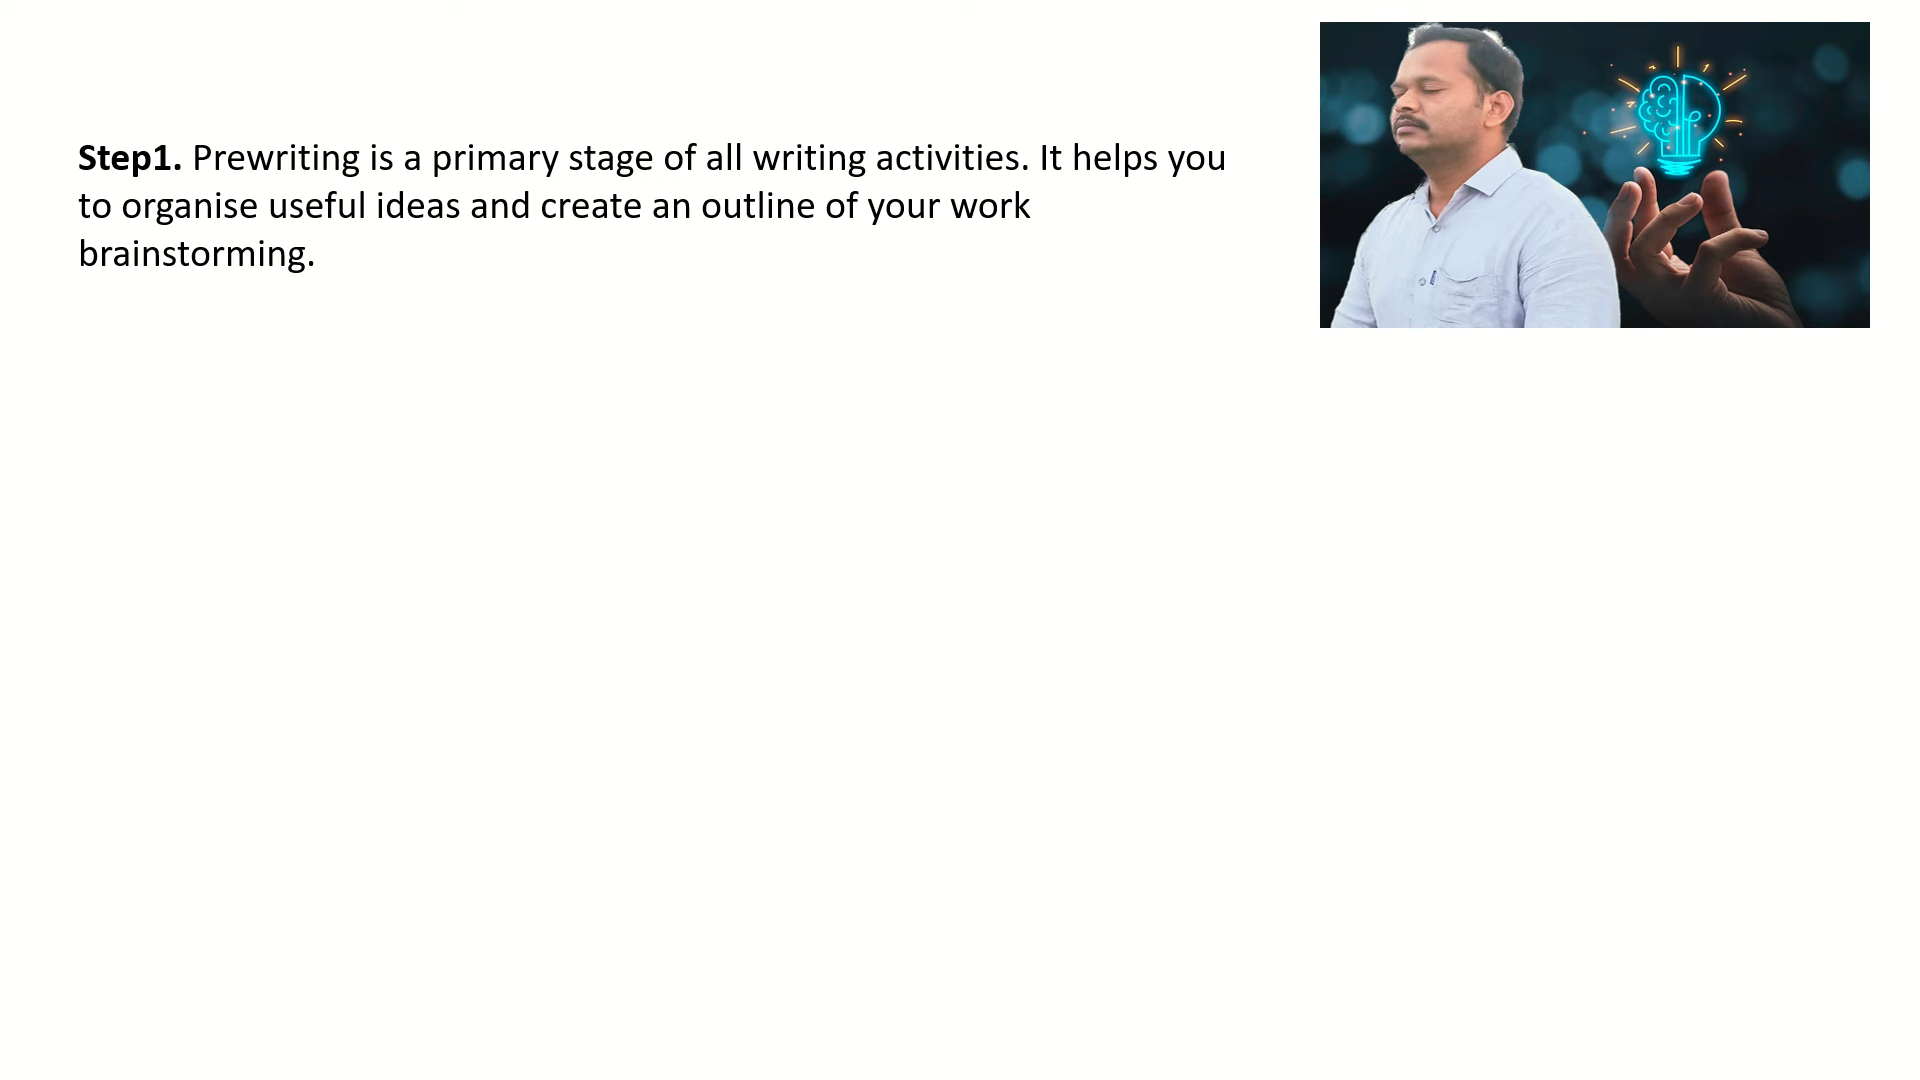 Step1. Prewriting is a primary stage of all writing activities. It helps you
to organise useful ideas and create an outline of your work
brainstorming.